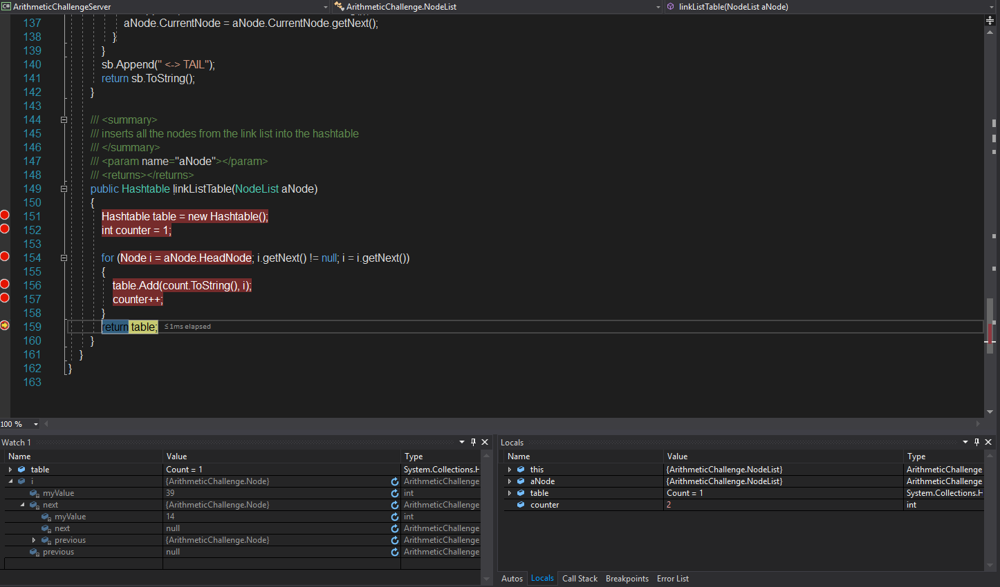 C# ArithmeticChallengeServer ArithmeticChallenge.NodeList linkListTable(NodeList aNode)
137 aNode.CurrentNode = aNode.CurrentNode.getNext();
138 }
139 }
140 sb.Append(" <-> TAIL");
141 return sb.ToString();
142 }
143
144 /// <summary>
145 /// inserts all the nodes from the link list into the hashtable
146 /// </summary>
147 /// <param name="aNode"></param>
148 /// <returns></returns>
149 public Hashtable linkListTable(NodeList aNode)
150 {
151 Hashtable table = new Hashtable();
152 int counter = 1;
153
154 for (Node i = aNode.HeadNode; i.getNext() != null; i = i.getNext())
155 {
156 table.Add(count.ToString(), i);
157 counter++;
158 }
159 return table; ≤1ms elapsed
160 }
161 }
162 }
163
100 %
Watch 1
Name Value Type
table Count = 1 System.Collections.H
i {ArithmeticChallenge.Node} ArithmeticChallenge
myValue 39 int
next {ArithmeticChallenge.Node} ArithmeticChallenge
myValue 14 int
next null ArithmeticChallenge
previous {ArithmeticChallenge.Node} ArithmeticChallenge
previous null ArithmeticChallenge
Locals
Name Value Type
this {ArithmeticChallenge.NodeList} ArithmeticChallenge
aNode {ArithmeticChallenge.NodeList} ArithmeticChallenge
table Count = 1 System.Collections.H
counter 2 int
Autos Locals Call Stack Breakpoints Error List